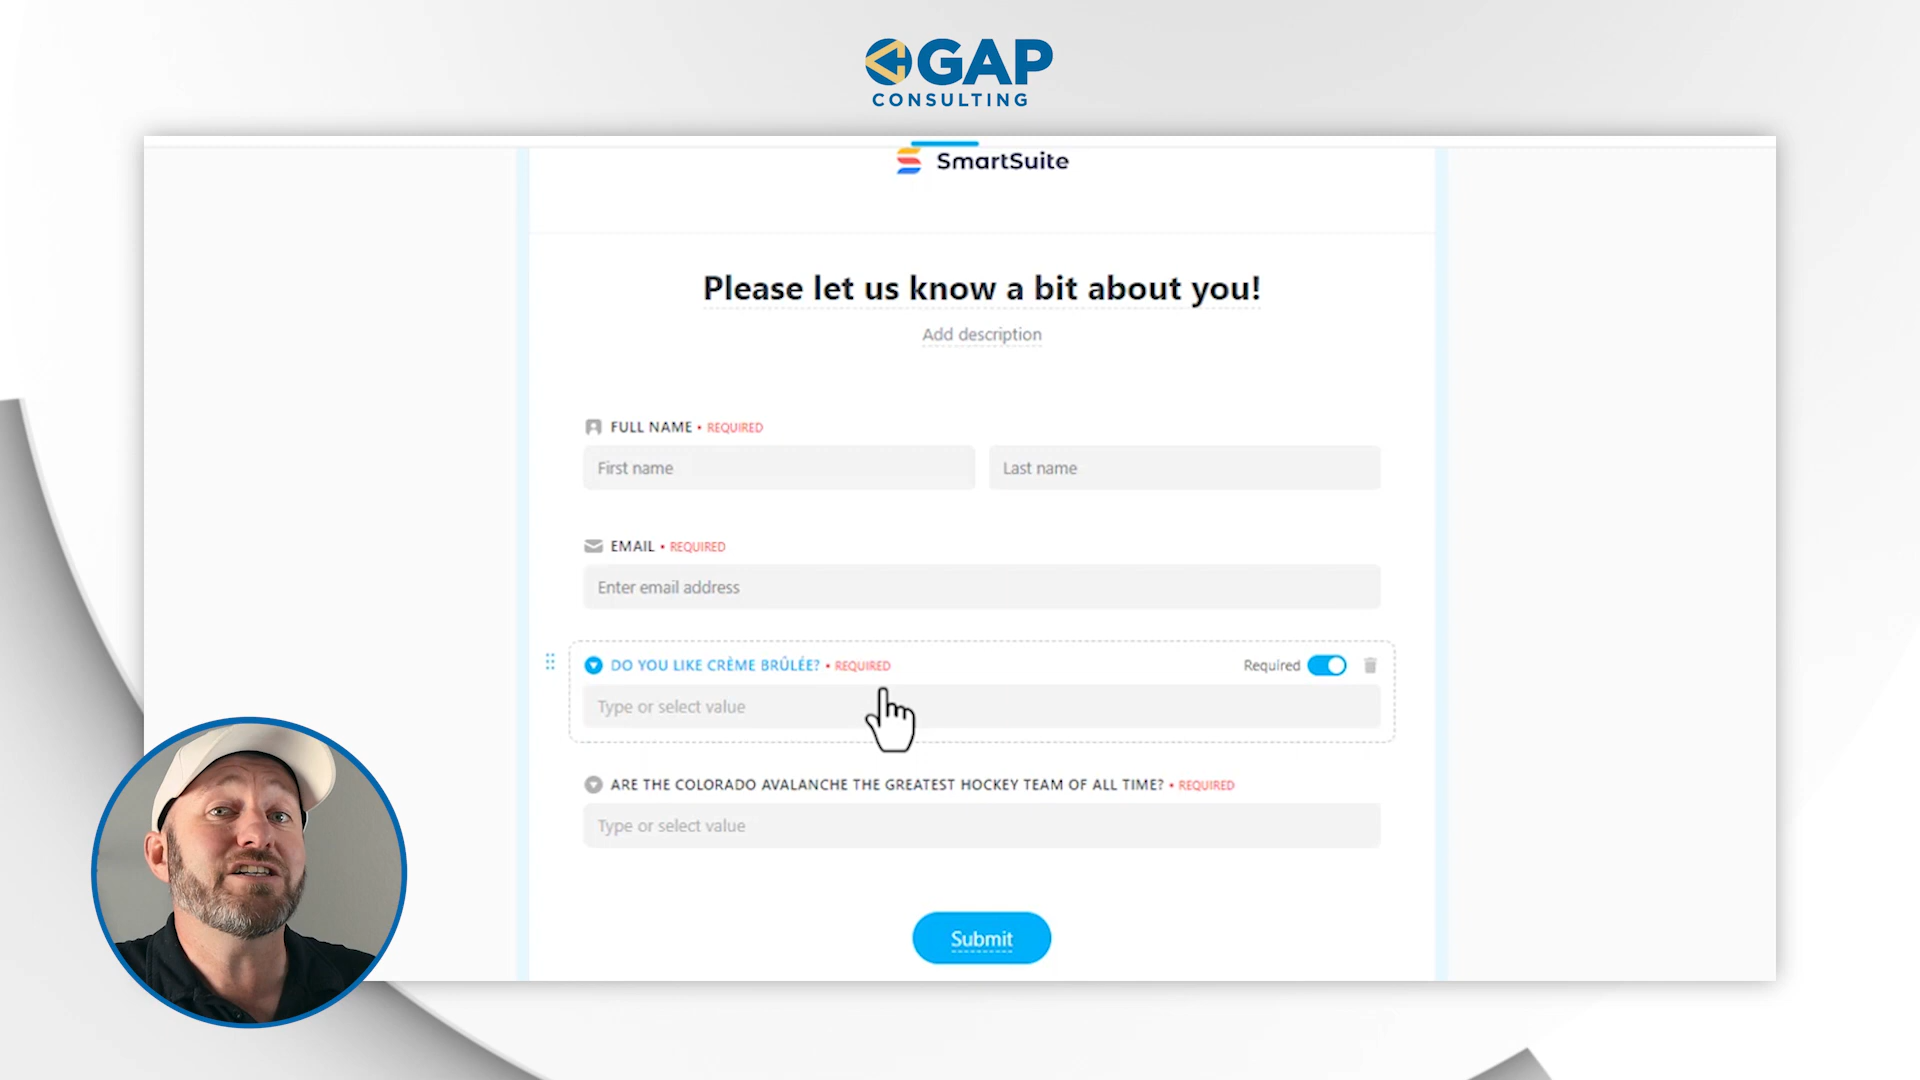 GAP
CONSULTING
SmartSuite
Please let us know a bit about you!
Add description
FULL NAME • REQUIRED
First name
Last name
EMAIL • REQUIRED
Enter email address
DO YOU LIKE CRÈME BRÛLÉE? • REQUIRED
Required
Type or select value
ARE THE COLORADO AVALANCHE THE GREATEST HOCKEY TEAM OF ALL TIME? • REQUIRED
Type or select value
Submit